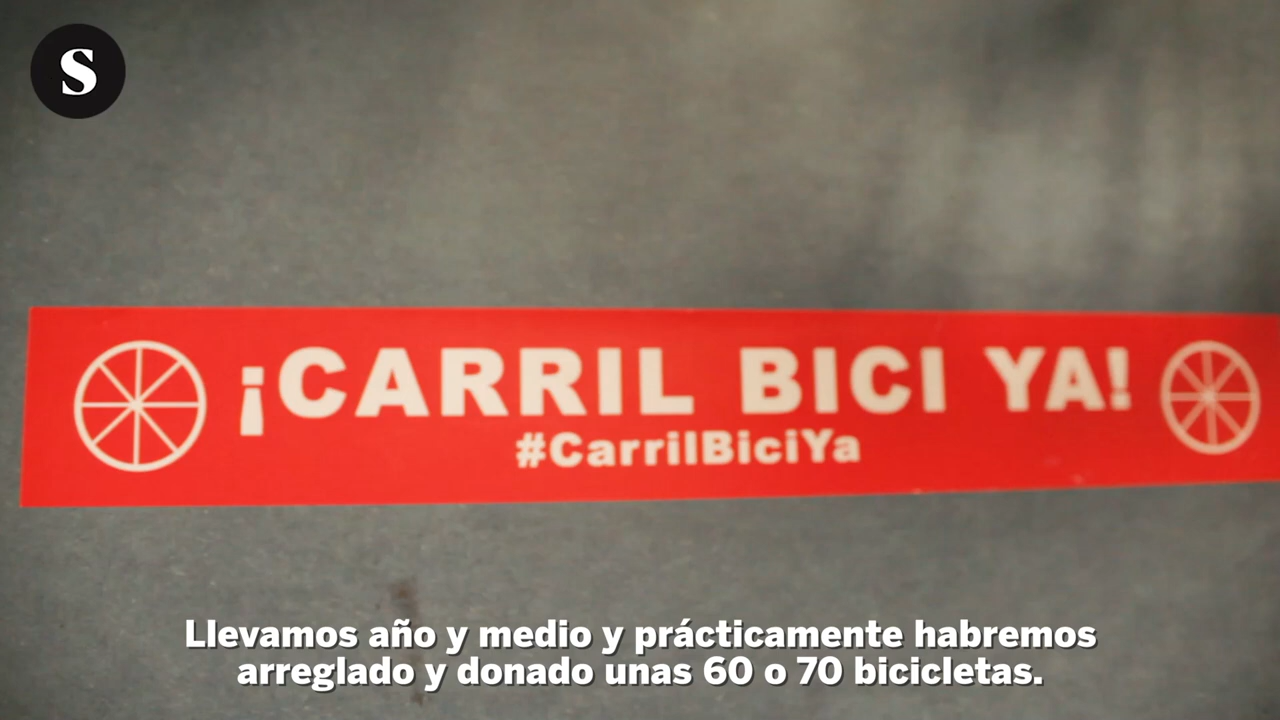 S
¡CARRIL BICI YA!
#CarrilBiciYa
Llevamos año y medio y prácticamente habremos
arreglado y donado unas 60 o 70 bicicletas.